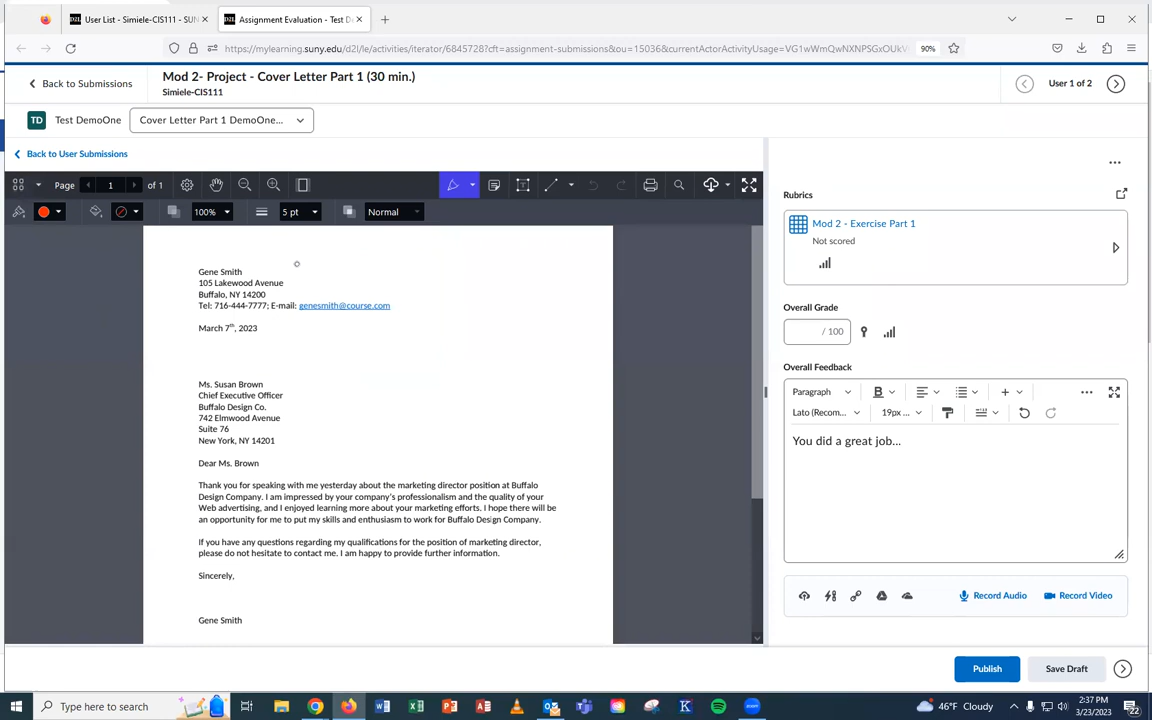 User List - Simiele-CIS111 - SUN
Assignment Evaluation - Test De
https://mylearning.suny.edu/d2l/le/activities/iterator/6845728?cft=assignment-submissions&ou=15036&currentActorActivityUsage=VG1wWmQwNXNPSGxOUkV
90%
Back to Submissions
Mod 2- Project - Cover Letter Part 1 (30 min.)
Simiele-CIS111
User 1 of 2
TD
Test DemoOne
Cover Letter Part 1 DemoOne...
Back to User Submissions
Page
1
of 1
100%
5 pt
Normal
Gene Smith
105 Lakewood Avenue
Buffalo, NY 14200
Tel: 716-444-7777; E-mail: genesmith@course.com
March 7th, 2023
Ms. Susan Brown
Chief Executive Officer
Buffalo Design Co.
742 Elmwood Avenue
Suite 76
New York, NY 14201
Dear Ms. Brown
Thank you for speaking with me yesterday about the marketing director position at Buffalo
Design Company. I am impressed by your company's professionalism and the quality of your
Web advertising, and I enjoyed learning more about your marketing efforts. I hope there will be
an opportunity for me to put my skills and enthusiasm to work for Buffalo Design Company.
If you have any questions regarding my qualifications for the position of marketing director,
please do not hesitate to contact me. I am happy to provide further information.
Sincerely,
Gene Smith
Rubrics
Mod 2 - Exercise Part 1
Not scored
Overall Grade
/ 100
Overall Feedback
Paragraph
B
Lato (Recom...
19px ...
You did a great job...
Record Audio
Record Video
Publish
Save Draft
Type here to search
46°F Cloudy
2:37 PM
3/23/2023
22